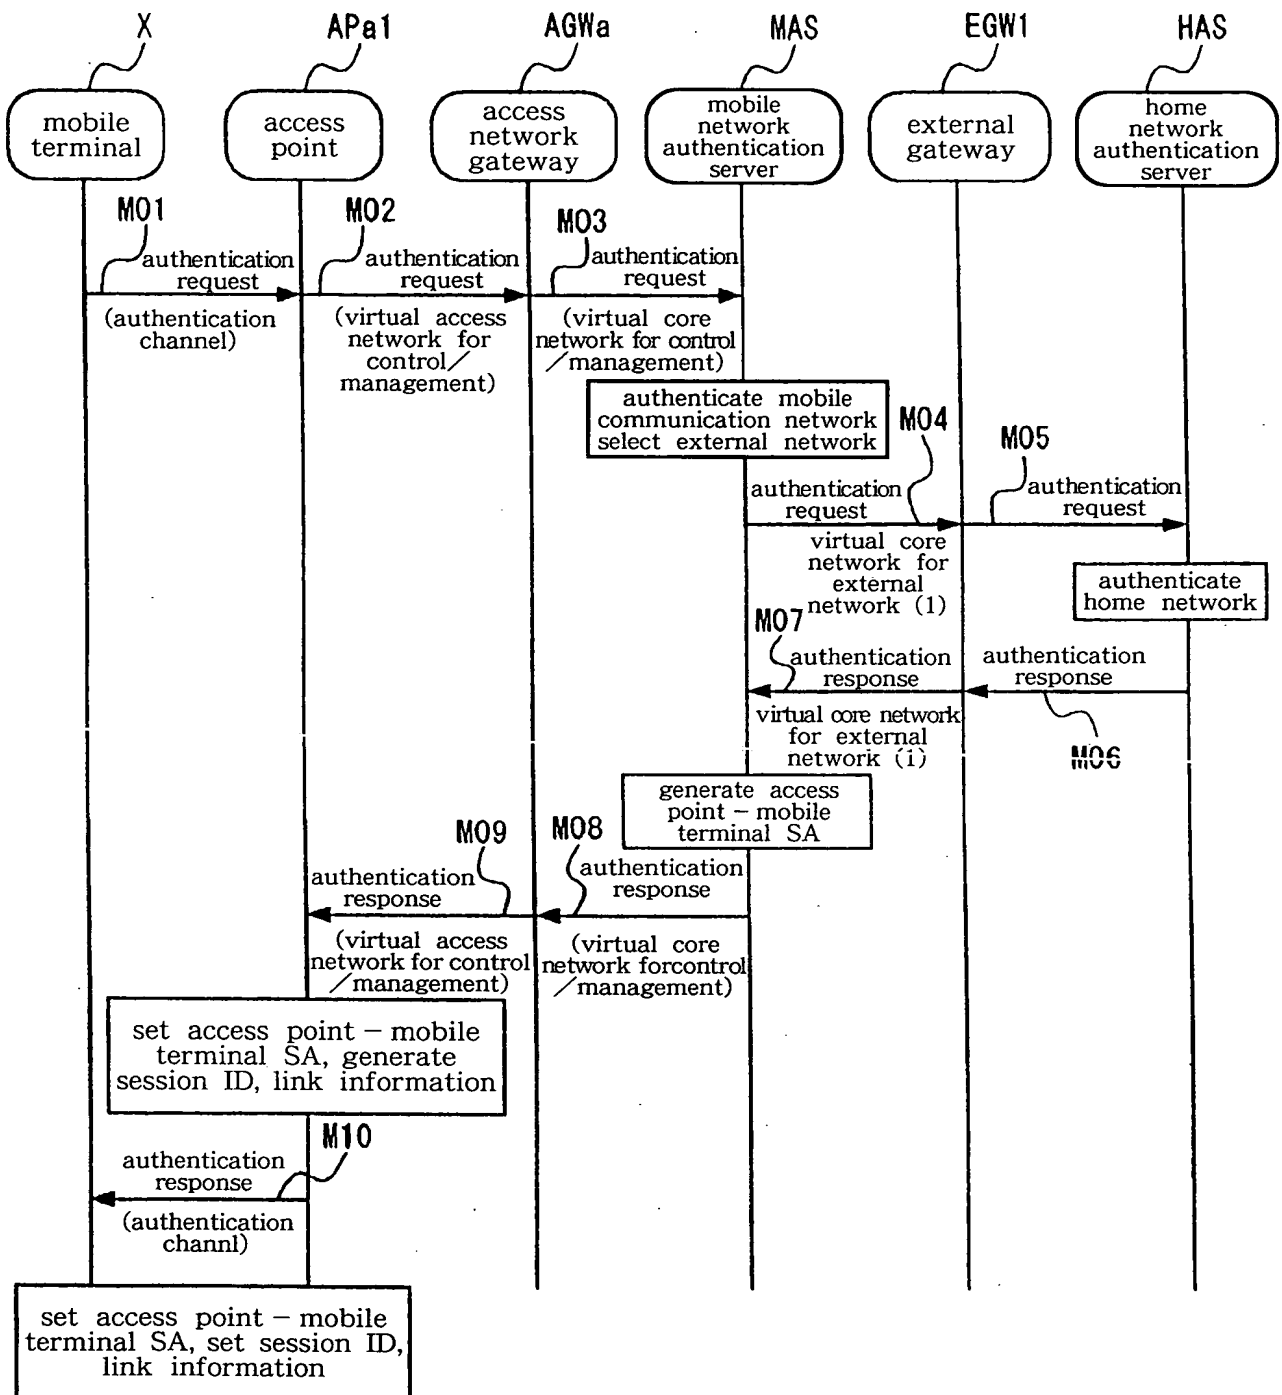 X
APa1
AGWa
MAS
EGW1
HAS
mobile
terminal
access
point
access
network
gateway
mobile
network
authentication
server
external
gateway
home
network
authentication
server
M01
authentication
request
(authentication
channel)
M02
authentication
request
(virtual access
network for
control/
management)
M03
authentication
request
(virtual core
network for control
/management)
authenticate mobile
communication network
select external network
M04
authentication
request
virtual core
network for
external
network (1)
M05
authentication
request
authenticate
home network
M07
authentication
response
virtual core network
for external
network (i)
authentication
response
M06
generate access
point – mobile
terminal SA
M09
authentication
response
(virtual access
network for control
/management)
M08
authentication
response
(virtual core
network forcontrol
/management)
set access point – mobile
terminal SA, generate
session ID, link information
M10
authentication
response
(authentication
channl)
set access point – mobile
terminal SA, set session ID,
link information